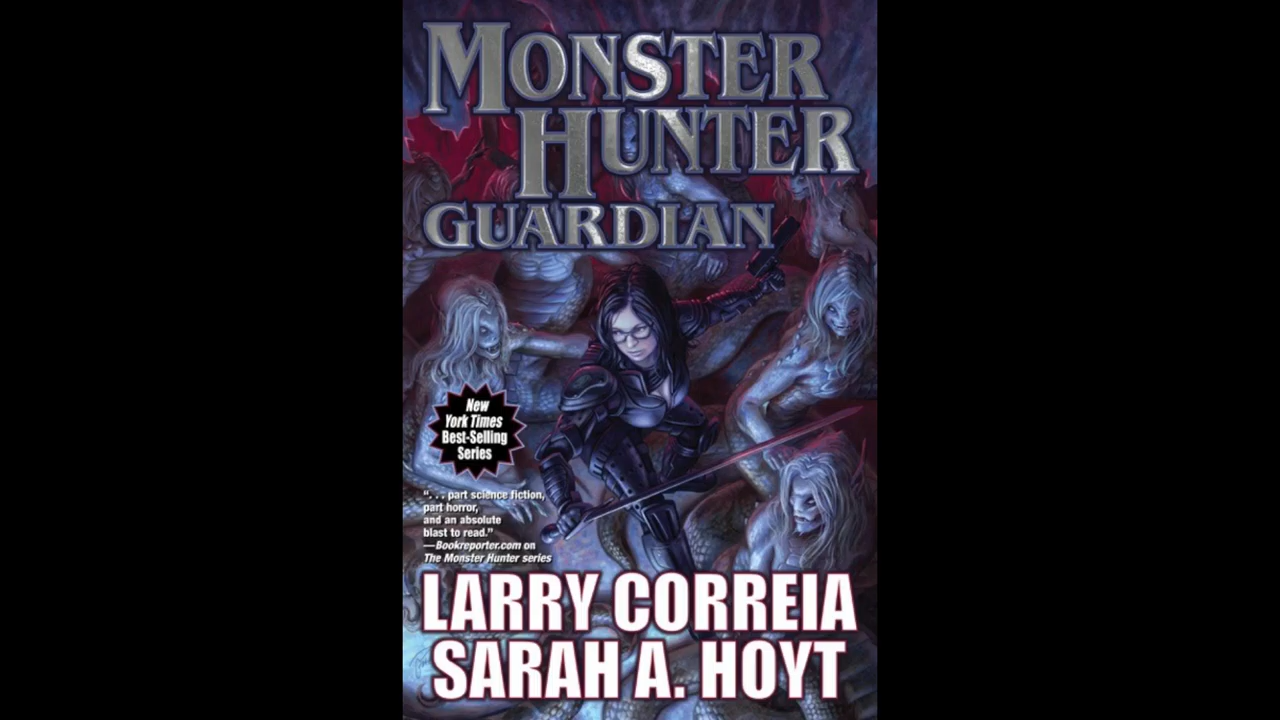 MONSTER
HUNTER
GUARDIAN
New
York Times
Best-Selling
Series
“. . . part science fiction,
part horror,
and an absolute
blast to read.”
—Bookreporter.com on
The Monster Hunter series
LARRY CORREIA
SARAH A. HOYT